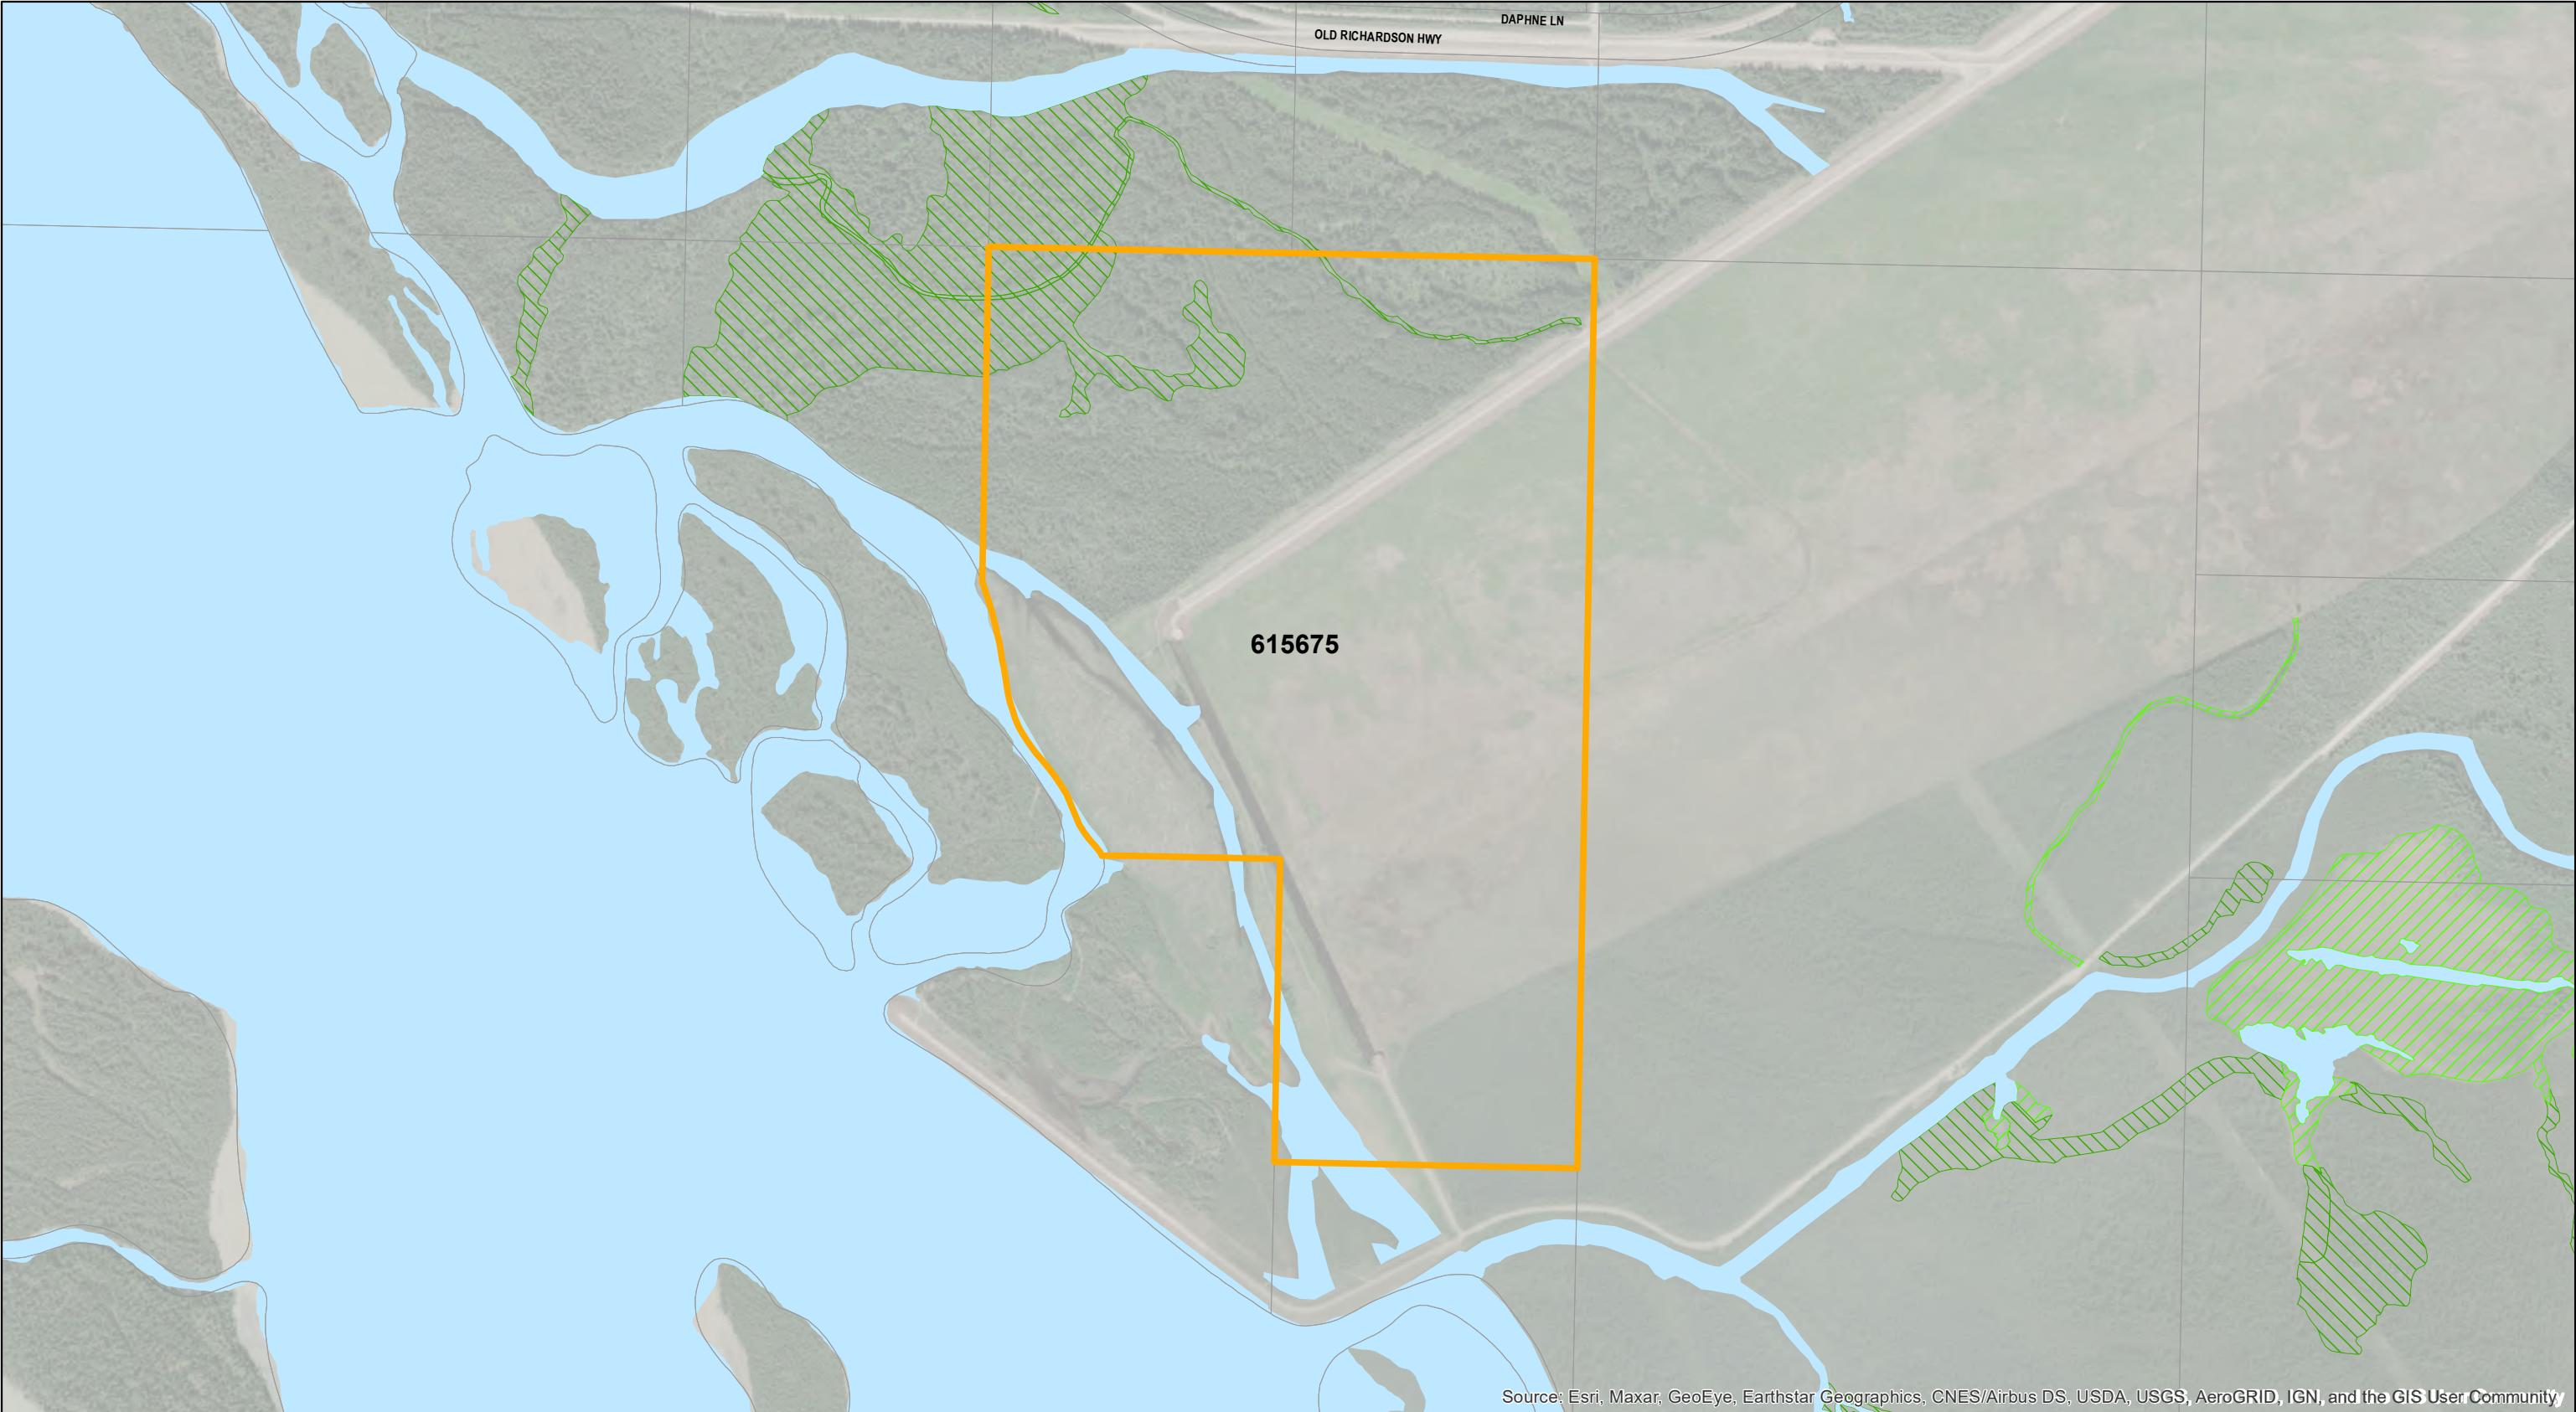 DAPHNE LN
OLD RICHARDSON HWY
615675
Source: Esri, Maxar, GeoEye, Earthstar Geographics, CNES/Airbus DS, USDA, USGS, AeroGRID, IGN, and the GIS User Community